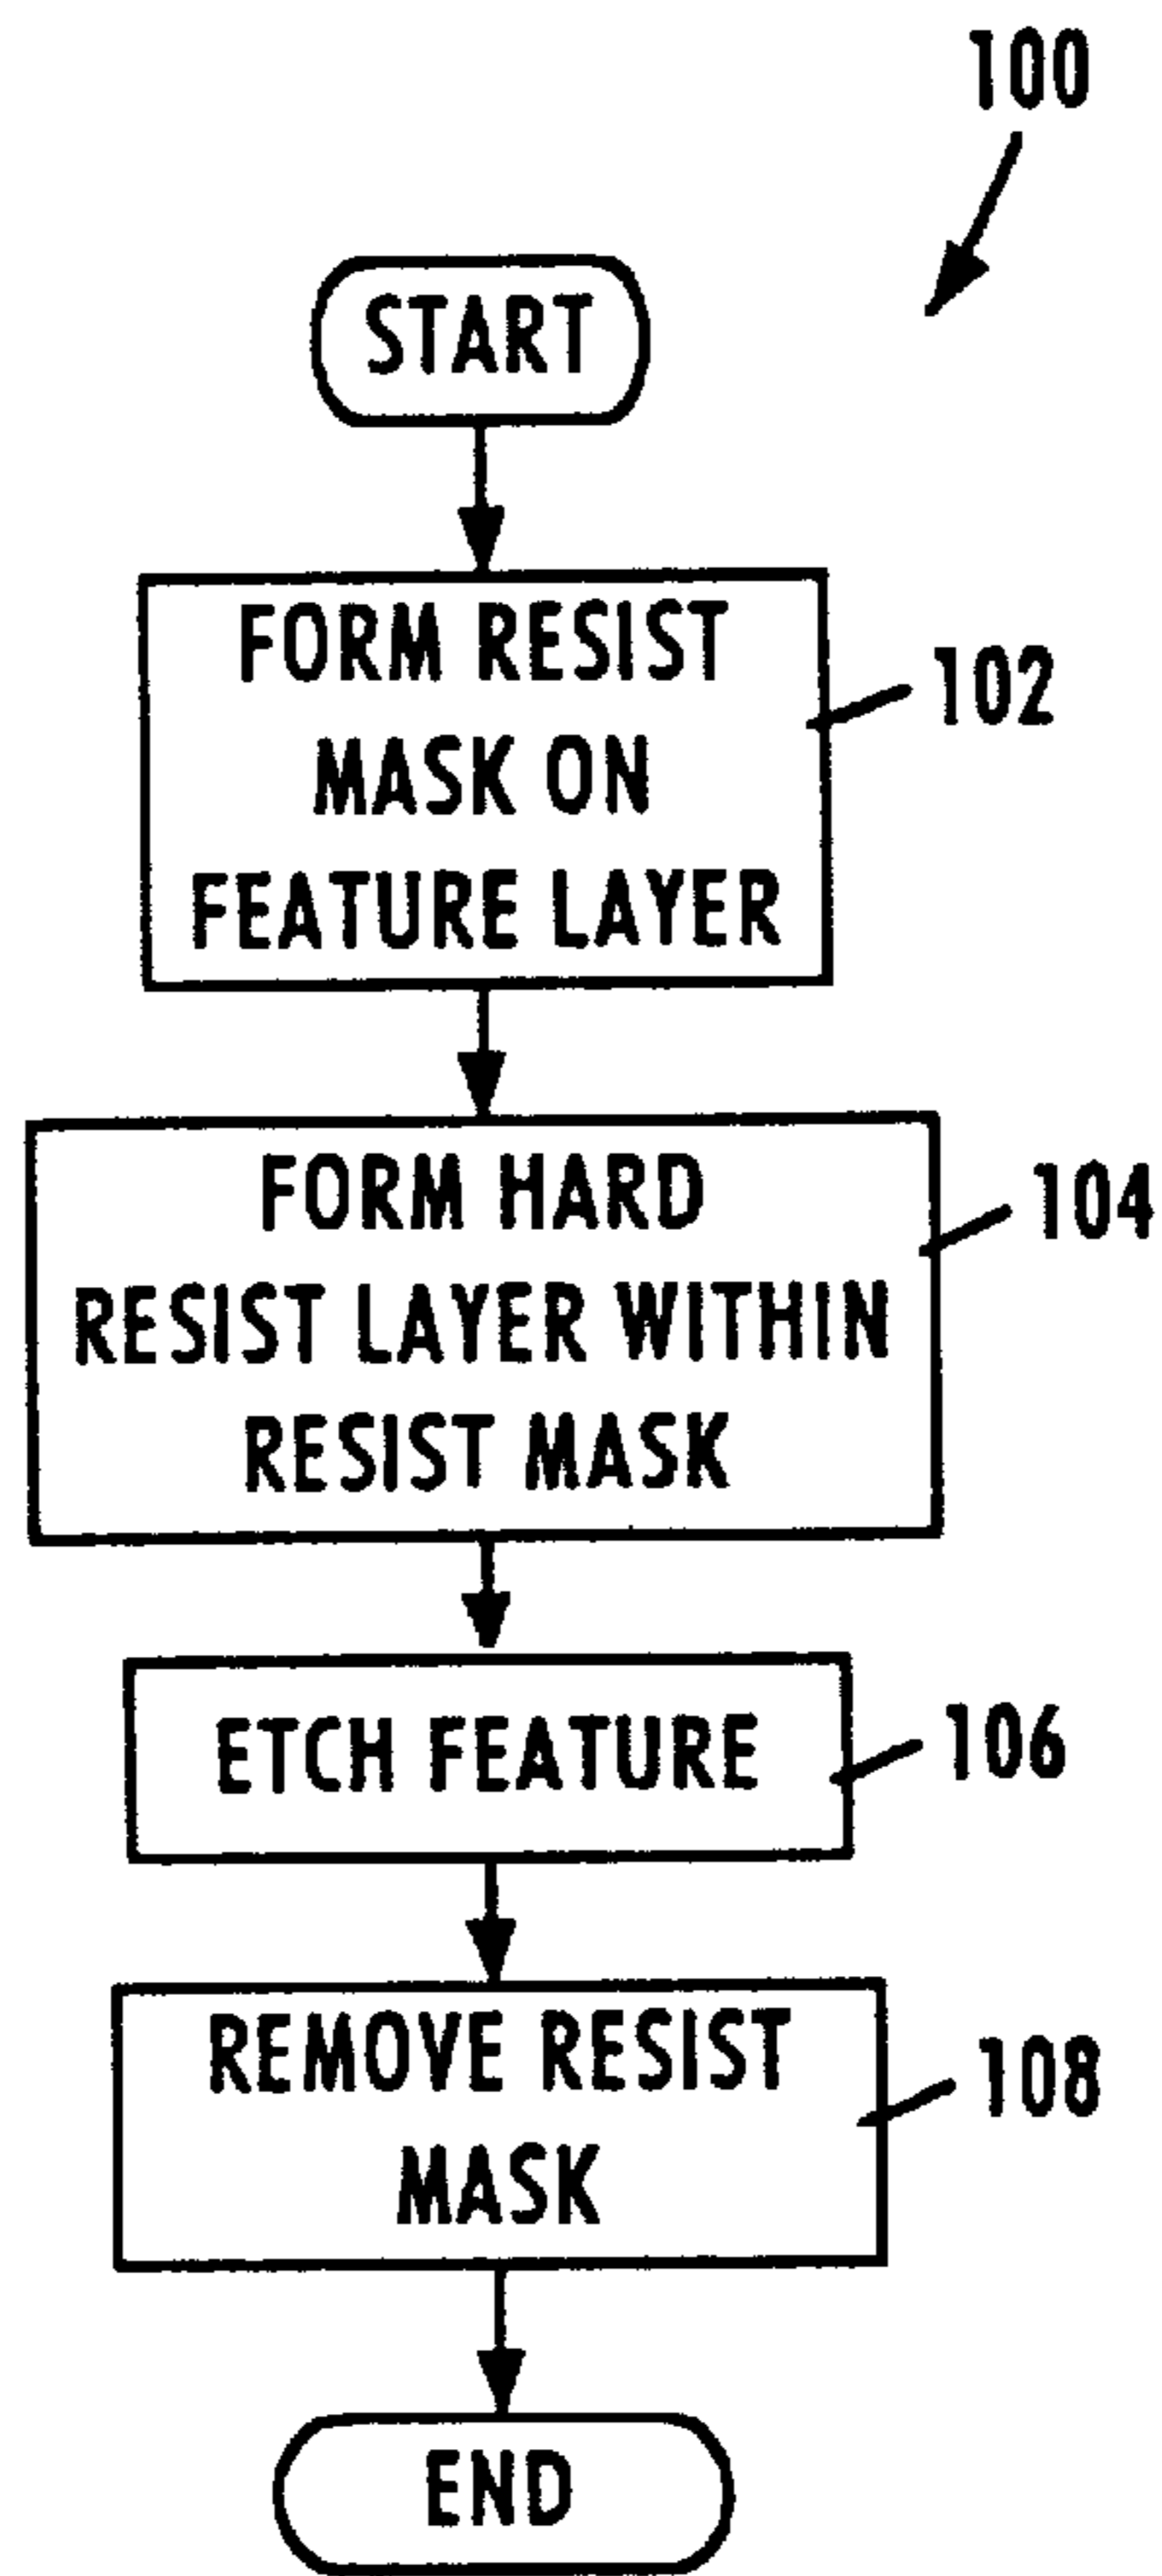 100
START
FORM RESIST
MASK ON
FEATURE LAYER
102
FORM HARD
RESIST LAYER WITHIN
RESIST MASK
104
ETCH FEATURE
106
REMOVE RESIST
MASK
108
END